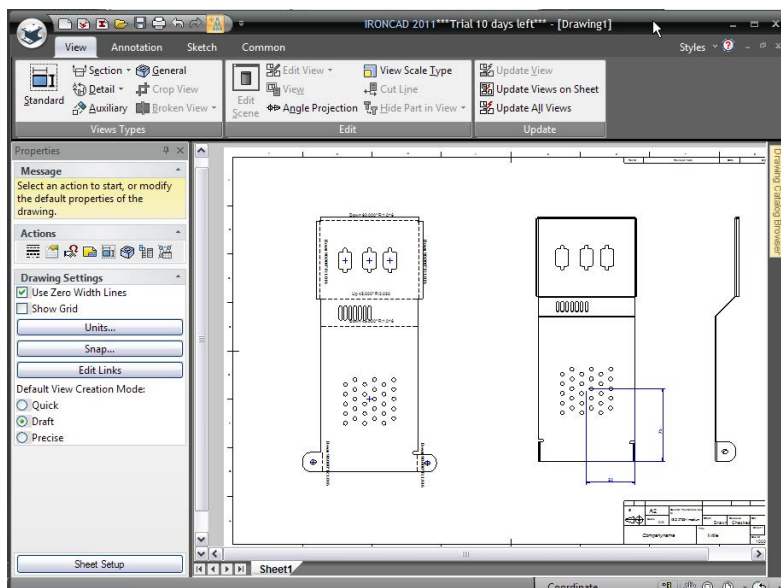 IRONCAD 2011***Trial 10 days left*** - [Drawing1]
View Annotation Sketch Common
Styles
Standard
Section
Detail
Auxiliary
General
Crop View
Broken View
Views Types
Edit Scene
Edit View
View
Angle Projection
View Scale Type
Cut Line
Hide Part in View
Edit
Update View
Update Views on Sheet
Update All Views
Update
Properties
Message
Select an action to start, or modify
the default properties of the
drawing.
Actions
Drawing Settings
Use Zero Width Lines
Show Grid
Units...
Snap...
Edit Links
Default View Creation Mode:
Quick
Draft
Precise
Sheet Setup
Drawing Catalog Browser
A2
Companyname
Sheet1
Coordinate